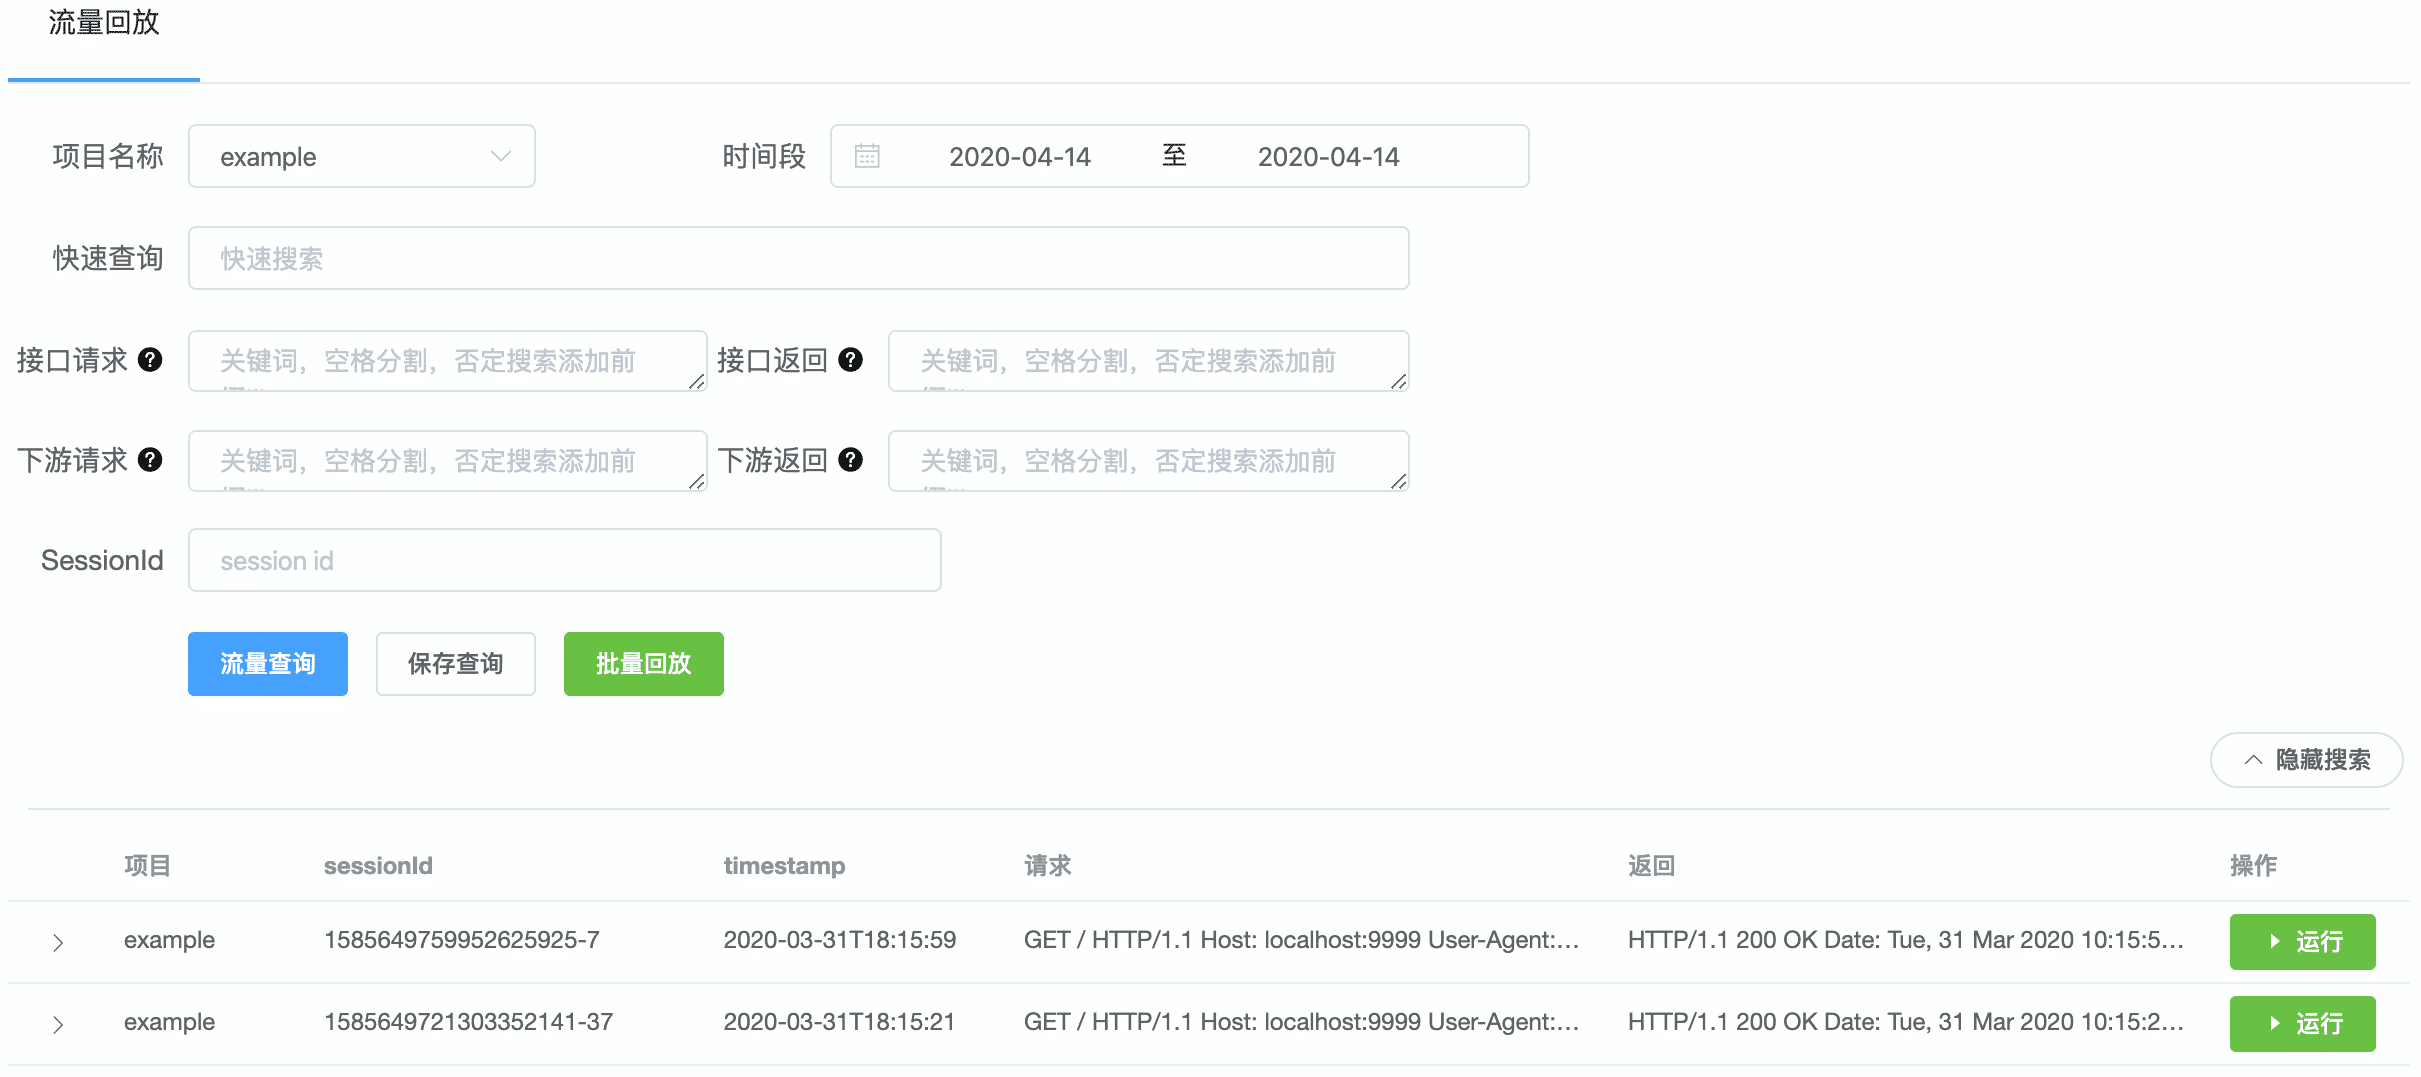 流量回放
项目名称 example 时间段 2020-04-14 至 2020-04-14
快速查询 快速搜索
接口请求 ? 关键词，空格分割，否定搜索添加前 接口返回 ? 关键词，空格分割，否定搜索添加前
下游请求 ? 关键词，空格分割，否定搜索添加前 下游返回 ? 关键词，空格分割，否定搜索添加前
SessionId session id
流量查询 保存查询 批量回放
隐藏搜索
项目 sessionId timestamp 请求 返回 操作
example 1585649759952625925-7 2020-03-31T18:15:59 GET / HTTP/1.1 Host: localhost:9999 User-Agent:... HTTP/1.1 200 OK Date: Tue, 31 Mar 2020 10:15:5... 运行
example 1585649721303352141-37 2020-03-31T18:15:21 GET / HTTP/1.1 Host: localhost:9999 User-Agent:... HTTP/1.1 200 OK Date: Tue, 31 Mar 2020 10:15:2... 运行